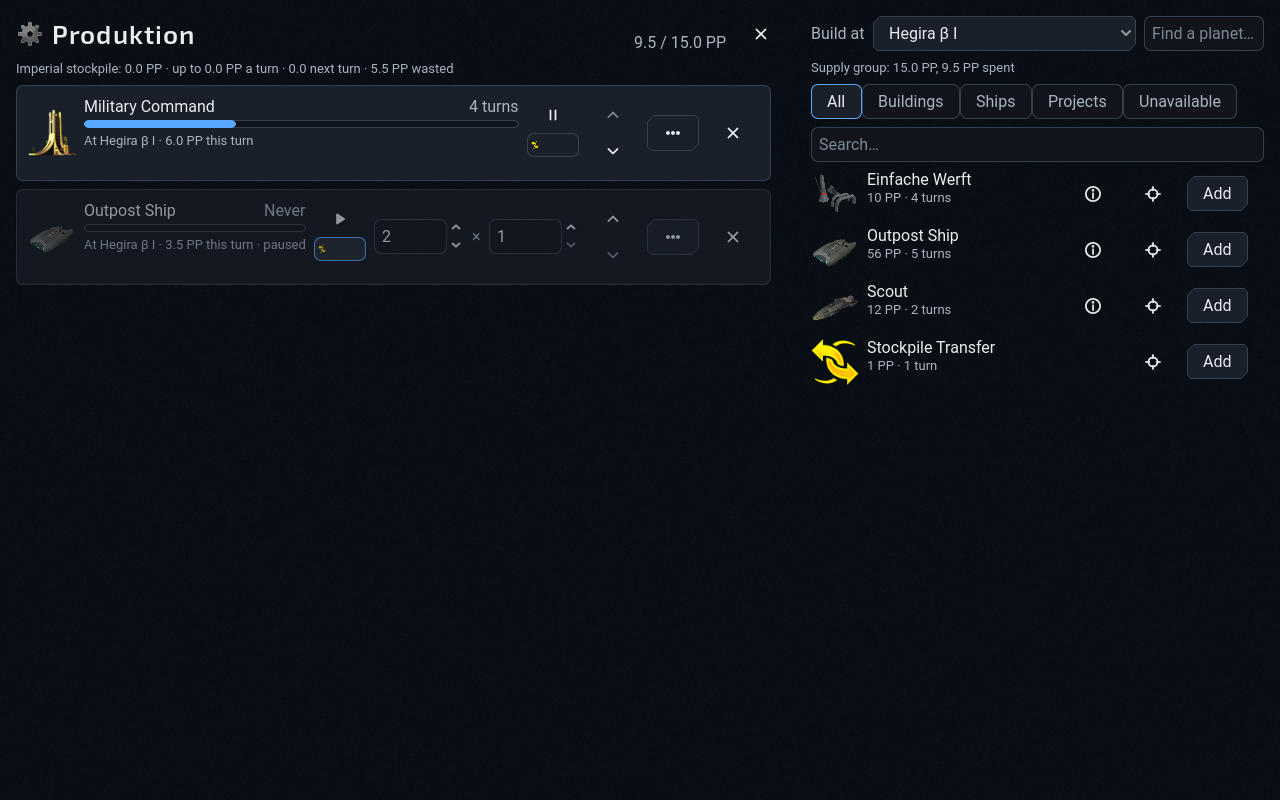 Produktion
9.5 / 15.0 PP
Imperial stockpile: 0.0 PP · up to 0.0 PP a turn · 0.0 next turn · 5.5 PP wasted
Military Command
4 turns
At Hegira β I · 6.0 PP this turn
Outpost Ship
Never
At Hegira β I · 3.5 PP this turn · paused
2 × 1
Build at
Hegira β I
Find a planet…
Supply group: 15.0 PP, 9.5 PP spent
All
Buildings
Ships
Projects
Unavailable
Search…
Einfache Werft
10 PP · 4 turns
Add
Outpost Ship
56 PP · 5 turns
Add
Scout
12 PP · 2 turns
Add
Stockpile Transfer
1 PP · 1 turn
Add